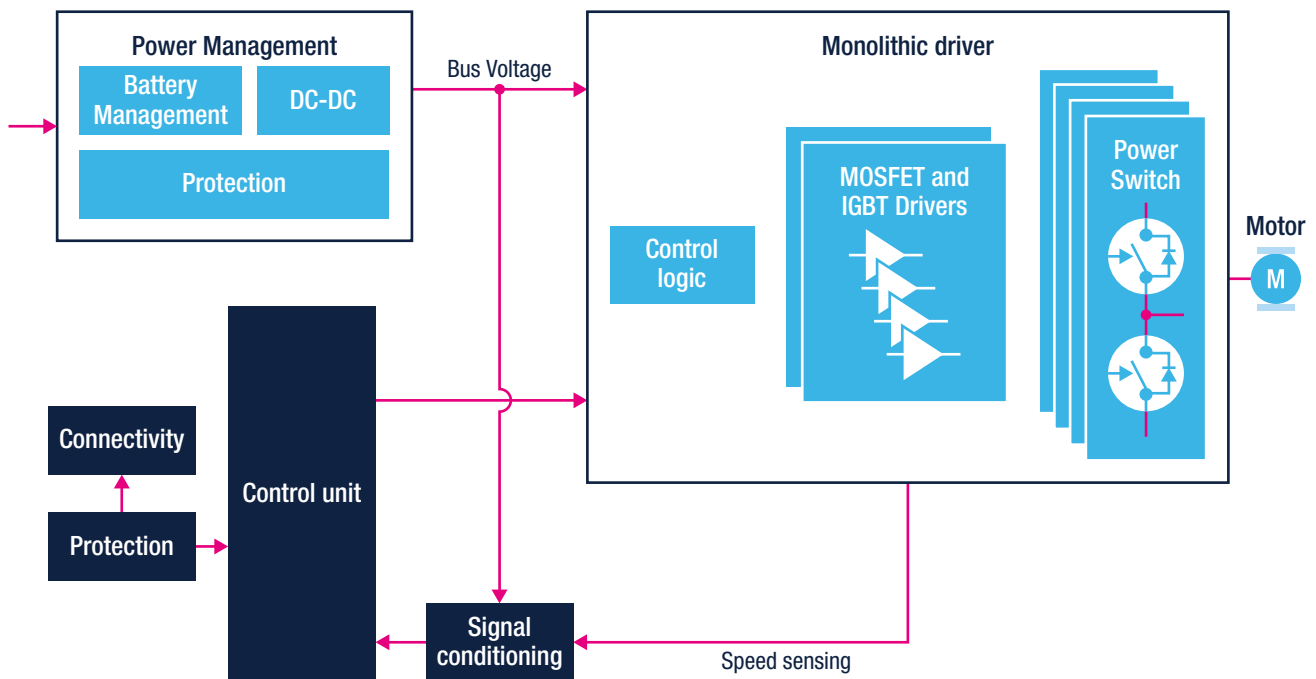 Power Management
Battery
Management
DC-DC
Protection
Bus Voltage
Monolithic driver
Control
logic
MOSFET and
IGBT Drivers
Power
Switch
Motor
M
Connectivity
Protection
Control unit
Signal
conditioning
Speed sensing